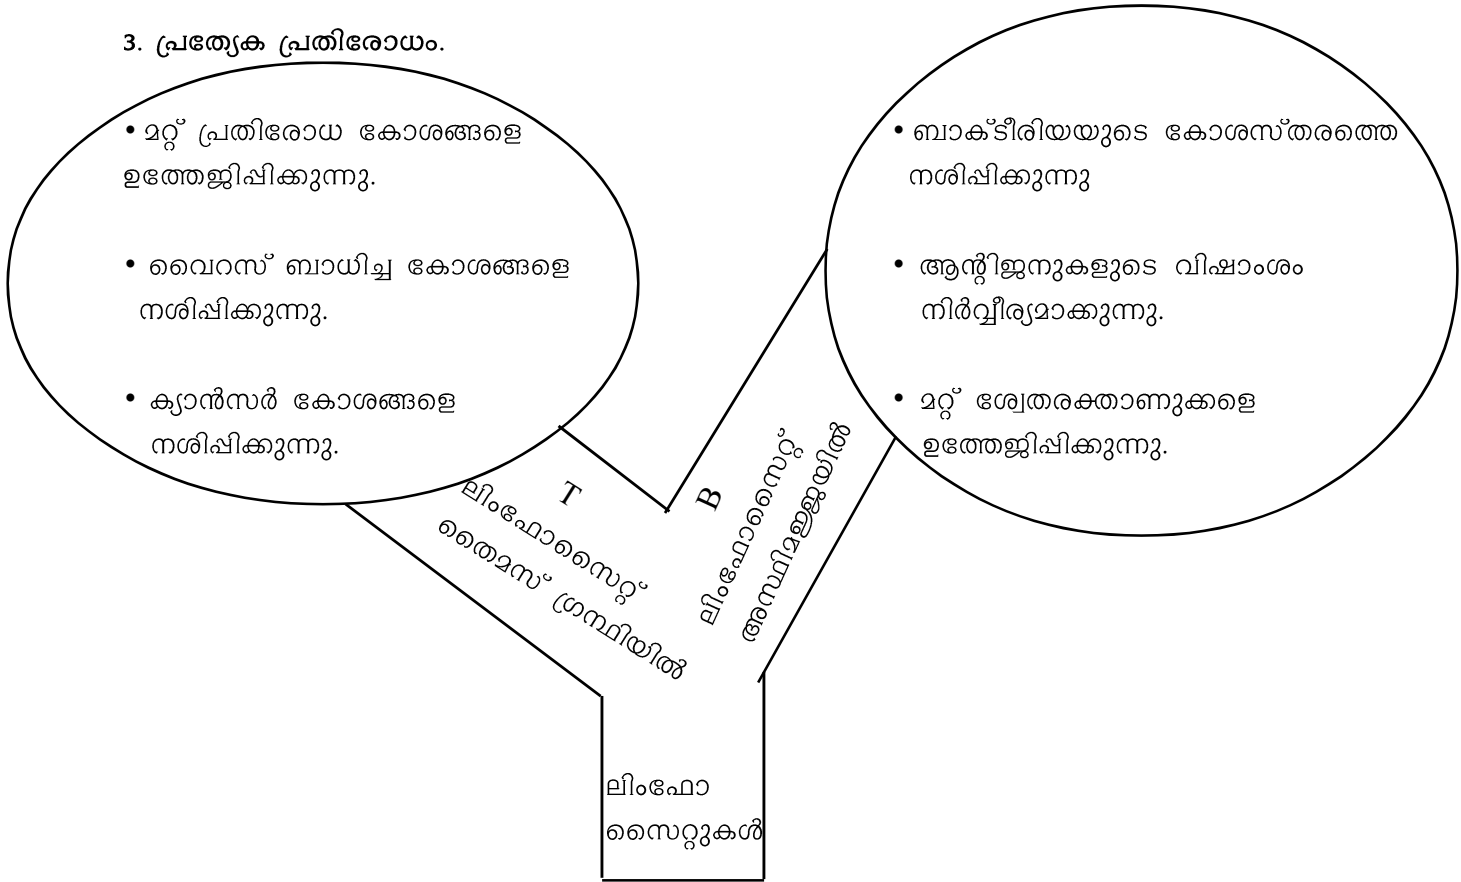 3. പ്രത്യേക പ്രതിരോധം.
• മറ്റ് പ്രതിരോധ കോശങ്ങളെ
ഉത്തേജിപ്പിക്കുന്നു.
• വൈറസ് ബാധിച്ച കോശങ്ങളെ
നശിപ്പിക്കുന്നു.
• ക്യാൻസർ കോശങ്ങളെ
നശിപ്പിക്കുന്നു.
• ബാക്ടീരിയയുടെ കോശസ്തരത്തെ
നശിപ്പിക്കുന്നു
• ആന്റിജനുകളുടെ വിഷാംശം
നിർവ്വീര്യമാക്കുന്നു.
• മറ്റ് ശ്വേതരക്താണുക്കളെ
ഉത്തേജിപ്പിക്കുന്നു.
T
ലിംഫോസൈറ്റ്
തൈമസ് ഗ്രന്ഥിയിൽ
B
ലിംഫോസൈറ്റ്
അസ്ഥിമജ്ജയിൽ
ലിംഫോ
സൈറ്റുകൾ